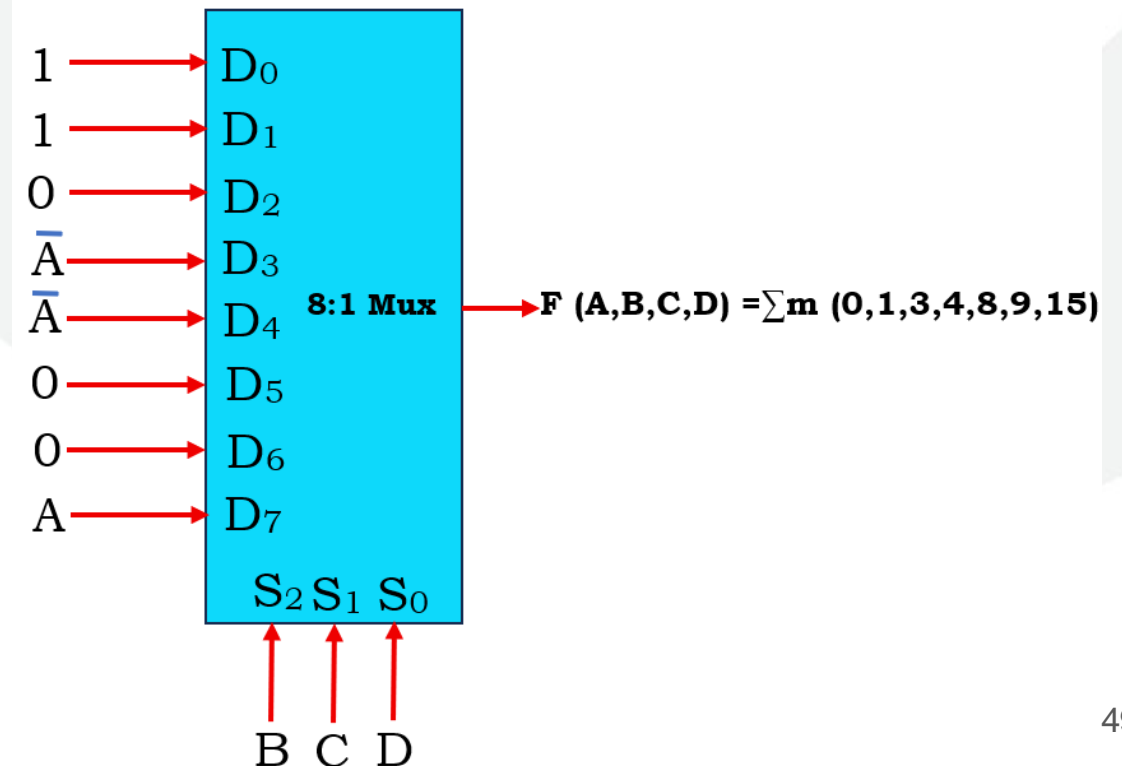 1 D₀
1 D₁
0 D₂
A̅ D₃
A̅ D₄ 8:1 Mux F (A,B,C,D) =∑m (0,1,3,4,8,9,15)
0 D₅
0 D₆
A D₇
S₂ S₁ S₀
B C D